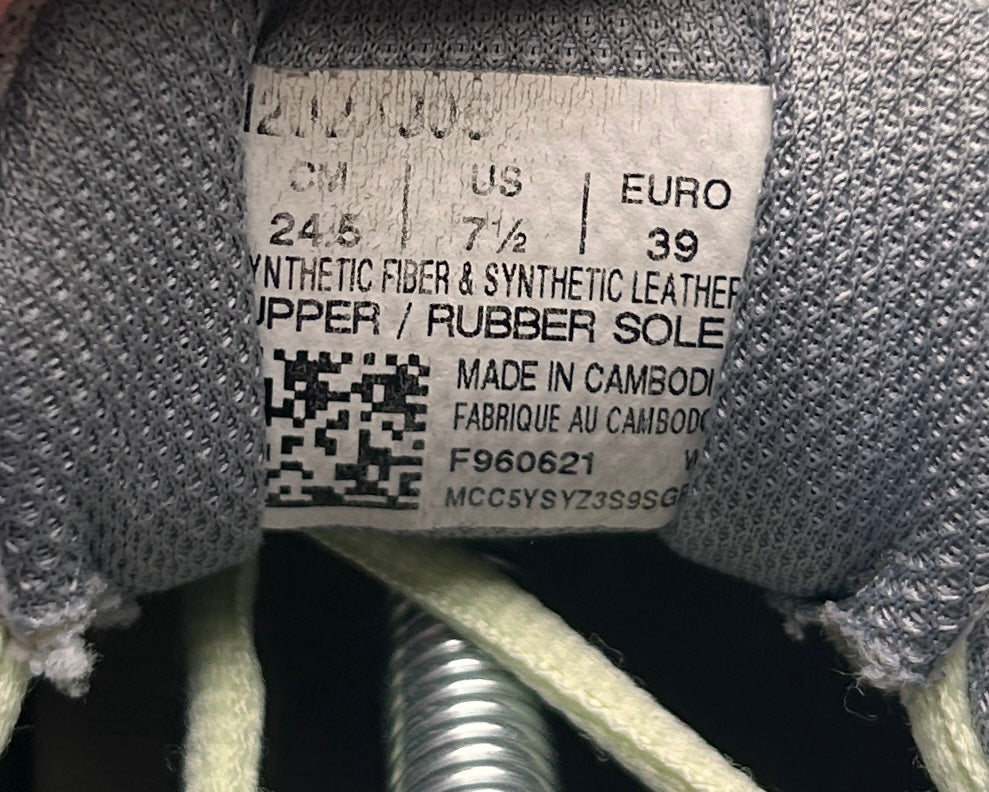 CM | US | EURO
24.5 | 7½ | 39
YNTHETIC FIBER & SYNTHETIC LEATHER
UPPER / RUBBER SOLE
MADE IN CAMBODI
FABRIQUE AU CAMBOD
F960621 W
MCC5YSYZ3S9SG